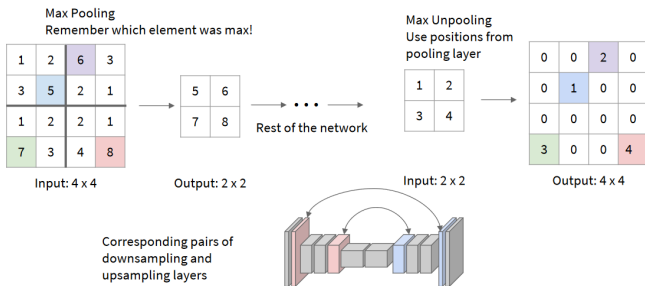 Max Pooling
Remember which element was max!
1 2 6 3
3 5 2 1
1 2 2 1
7 3 4 8
Input: 4 x 4
5 6
7 8
Output: 2 x 2
• • •
Rest of the network
Max Unpooling
Use positions from
pooling layer
1 2
3 4
Input: 2 x 2
0 0 2 0
0 1 0 0
0 0 0 0
3 0 0 4
Output: 4 x 4
Corresponding pairs of
downsampling and
upsampling layers